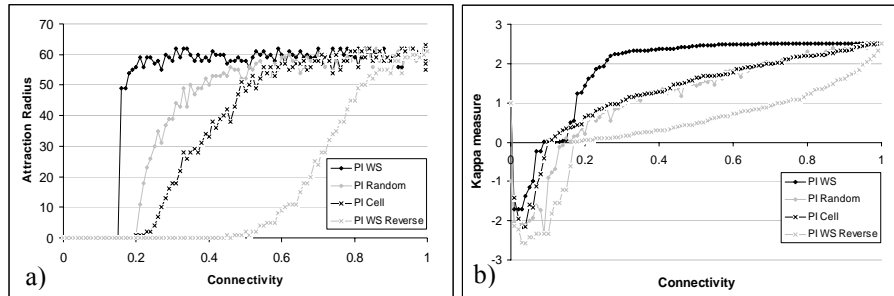 70
60
50
40
30
20
10
0
Attraction Radius
0 0.2 0.4 0.6 0.8 1
Connectivity
PI WS
PI Random
PI Cell
PI WS Reverse
a)
3
2
1
0
-1
-2
-3
Kappa measure
0 0.2 0.4 0.6 0.8 1
Connectivity
PI WS
PI Random
PI Cell
PI WS Reverse
b)